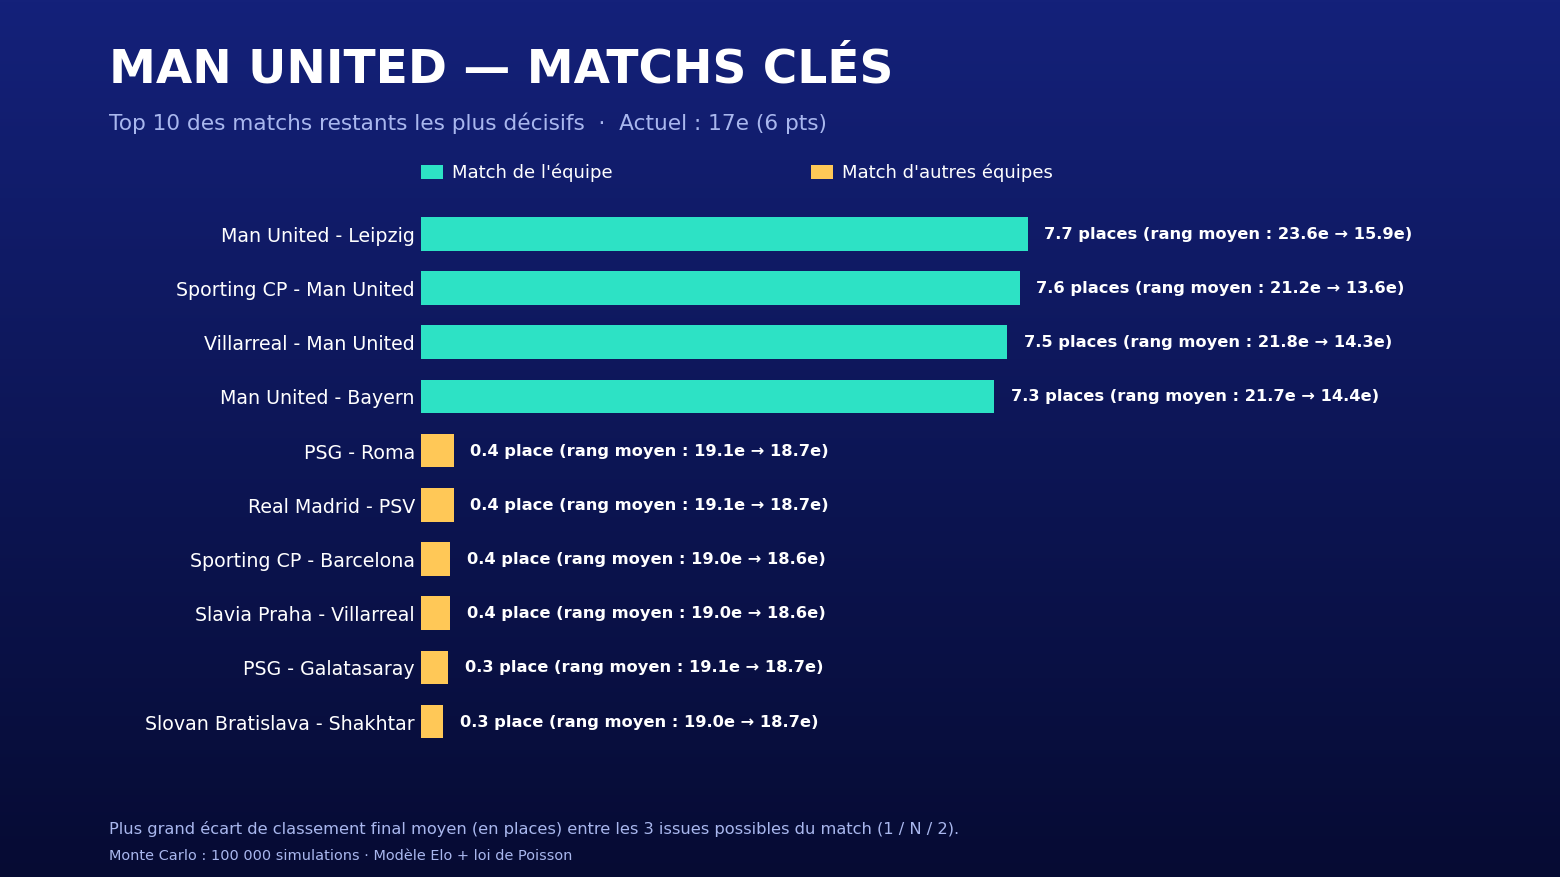 MAN UNITED — MATCHS CLÉS
Top 10 des matchs restants les plus décisifs · Actuel : 17e (6 pts)
Match de l'équipe
Match d'autres équipes
Man United - Leipzig 7.7 places (rang moyen : 23.6e → 15.9e)
Sporting CP - Man United 7.6 places (rang moyen : 21.2e → 13.6e)
Villarreal - Man United 7.5 places (rang moyen : 21.8e → 14.3e)
Man United - Bayern 7.3 places (rang moyen : 21.7e → 14.4e)
PSG - Roma 0.4 place (rang moyen : 19.1e → 18.7e)
Real Madrid - PSV 0.4 place (rang moyen : 19.1e → 18.7e)
Sporting CP - Barcelona 0.4 place (rang moyen : 19.0e → 18.6e)
Slavia Praha - Villarreal 0.4 place (rang moyen : 19.0e → 18.6e)
PSG - Galatasaray 0.3 place (rang moyen : 19.1e → 18.7e)
Slovan Bratislava - Shakhtar 0.3 place (rang moyen : 19.0e → 18.7e)
Plus grand écart de classement final moyen (en places) entre les 3 issues possibles du match (1 / N / 2).
Monte Carlo : 100 000 simulations · Modèle Elo + loi de Poisson